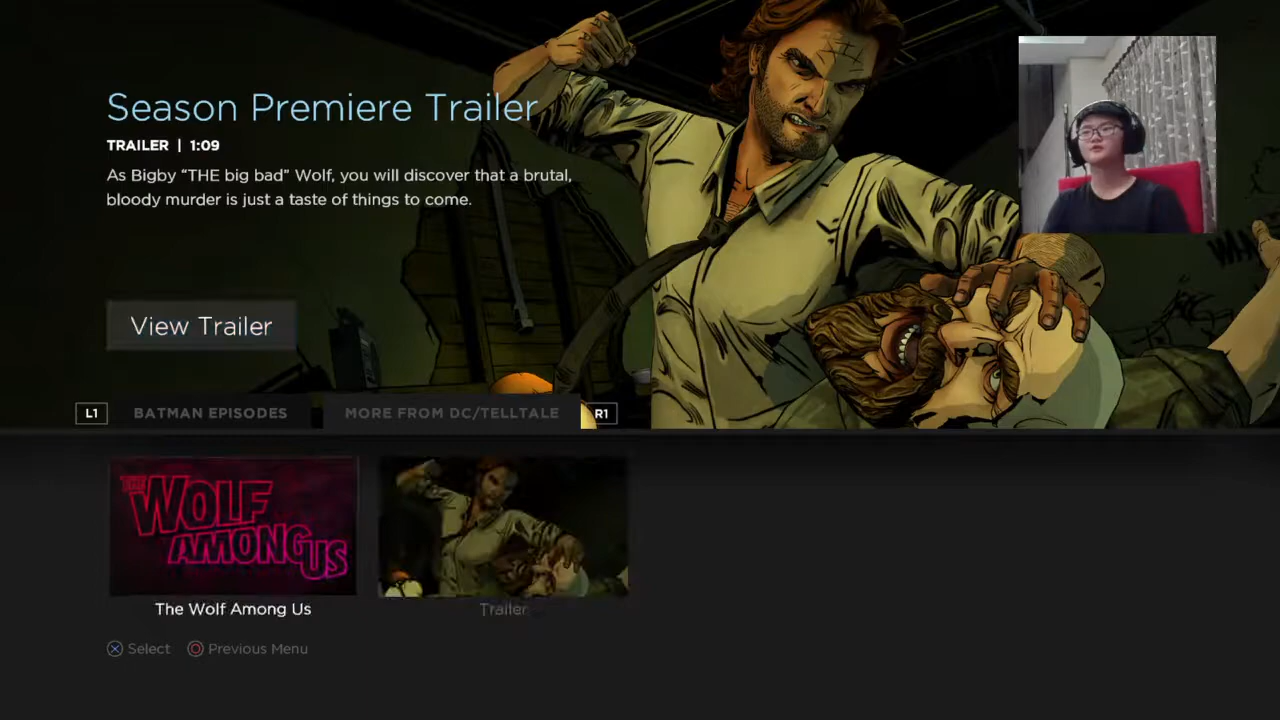 Season Premiere Trailer
TRAILER | 1:09
As Bigby “THE big bad” Wolf, you will discover that a brutal,
bloody murder is just a taste of things to come.
View Trailer
L1 BATMAN EPISODES MORE FROM DC/TELLTALE R1
THE WOLF AMONG US
The Wolf Among Us Trailer
Select Previous Menu